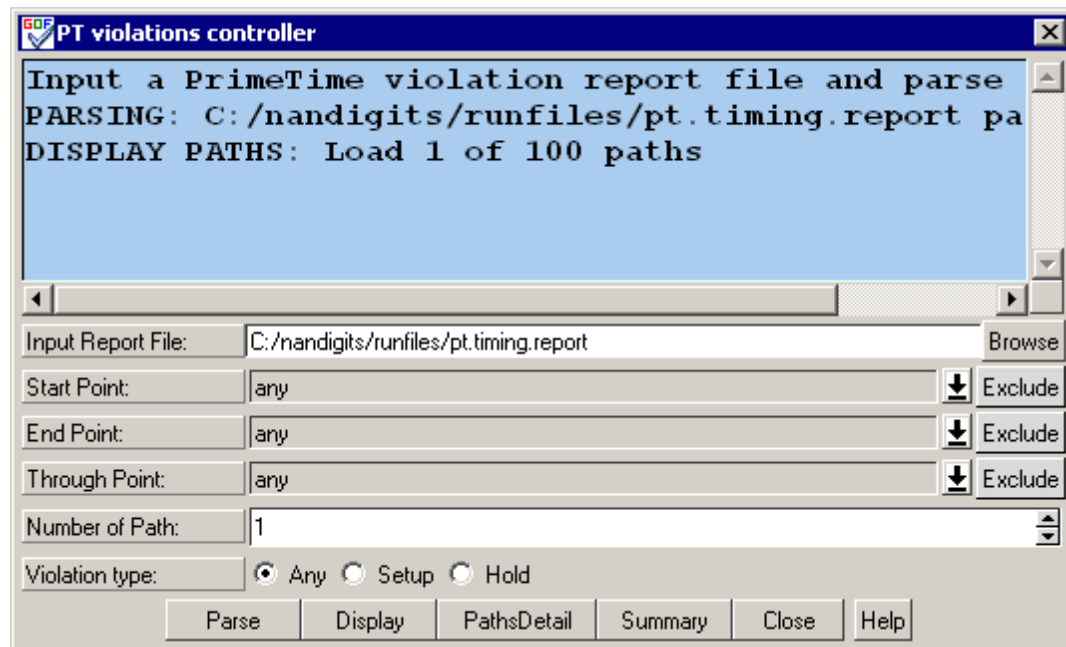 GOF PT violations controller
Input a PrimeTime violation report file and parse
PARSING: C:/nandigits/runfiles/pt.timing.report pa
DISPLAY PATHS: Load 1 of 100 paths
Input Report File: C:/nandigits/runfiles/pt.timing.report Browse
Start Point: any Exclude
End Point: any Exclude
Through Point: any Exclude
Number of Path: 1
Violation type: Any Setup Hold
Parse Display PathsDetail Summary Close Help